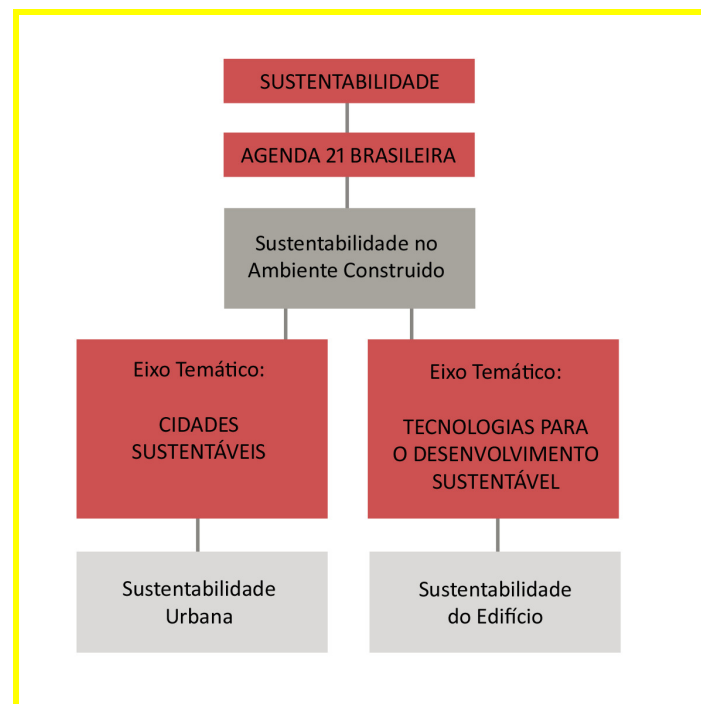 SUSTENTABILIDADE
AGENDA 21 BRASILEIRA
Sustentabilidade no
Ambiente Construido
Eixo Temático:
CIDADES
SUSTENTÁVEIS
Eixo Temático:
TECNOLOGIAS PARA
O DESENVOLVIMENTO
SUSTENTÁVEL
Sustentabilidade
Urbana
Sustentabilidade
do Edifício